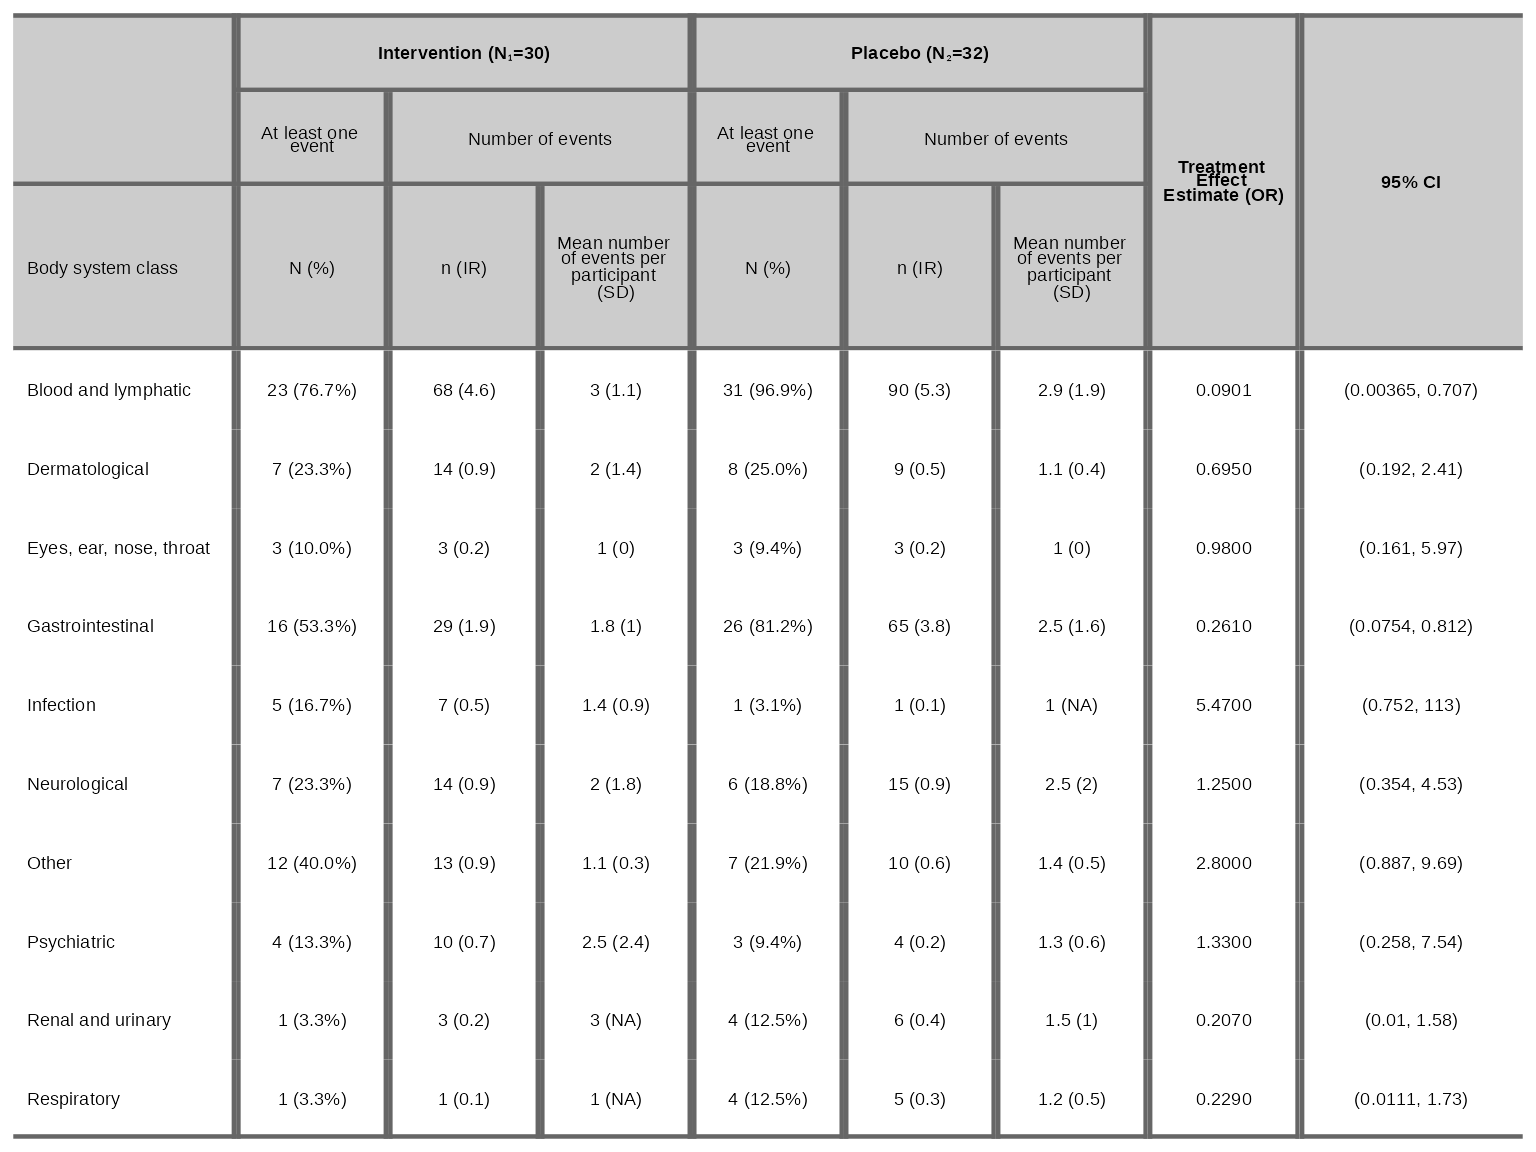 Intervention (N₁=30) Placebo (N₂=32)
At least one
event
Number of events
At least one
event
Number of events
Treatment
Effect
Estimate (OR)
95% CI
Body system class
N (%)
n (IR)
Mean number
of events per
participant
(SD)
N (%)
n (IR)
Mean number
of events per
participant
(SD)
Blood and lymphatic 23 (76.7%) 68 (4.6) 3 (1.1) 31 (96.9%) 90 (5.3) 2.9 (1.9) 0.0901 (0.00365, 0.707)
Dermatological 7 (23.3%) 14 (0.9) 2 (1.4) 8 (25.0%) 9 (0.5) 1.1 (0.4) 0.6950 (0.192, 2.41)
Eyes, ear, nose, throat 3 (10.0%) 3 (0.2) 1 (0) 3 (9.4%) 3 (0.2) 1 (0) 0.9800 (0.161, 5.97)
Gastrointestinal 16 (53.3%) 29 (1.9) 1.8 (1) 26 (81.2%) 65 (3.8) 2.5 (1.6) 0.2610 (0.0754, 0.812)
Infection 5 (16.7%) 7 (0.5) 1.4 (0.9) 1 (3.1%) 1 (0.1) 1 (NA) 5.4700 (0.752, 113)
Neurological 7 (23.3%) 14 (0.9) 2 (1.8) 6 (18.8%) 15 (0.9) 2.5 (2) 1.2500 (0.354, 4.53)
Other 12 (40.0%) 13 (0.9) 1.1 (0.3) 7 (21.9%) 10 (0.6) 1.4 (0.5) 2.8000 (0.887, 9.69)
Psychiatric 4 (13.3%) 10 (0.7) 2.5 (2.4) 3 (9.4%) 4 (0.2) 1.3 (0.6) 1.3300 (0.258, 7.54)
Renal and urinary 1 (3.3%) 3 (0.2) 3 (NA) 4 (12.5%) 6 (0.4) 1.5 (1) 0.2070 (0.01, 1.58)
Respiratory 1 (3.3%) 1 (0.1) 1 (NA) 4 (12.5%) 5 (0.3) 1.2 (0.5) 0.2290 (0.0111, 1.73)